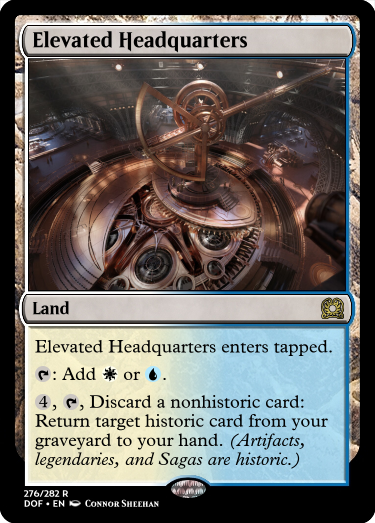 Elevated Headquarters
Land
Elevated Headquarters enters tapped.
: Add or .
4, , Discard a nonhistoric card:
Return target historic card from your
graveyard to your hand. (Artifacts,
legendaries, and Sagas are historic.)
276/282 R
DOF • EN Connor Sheehan